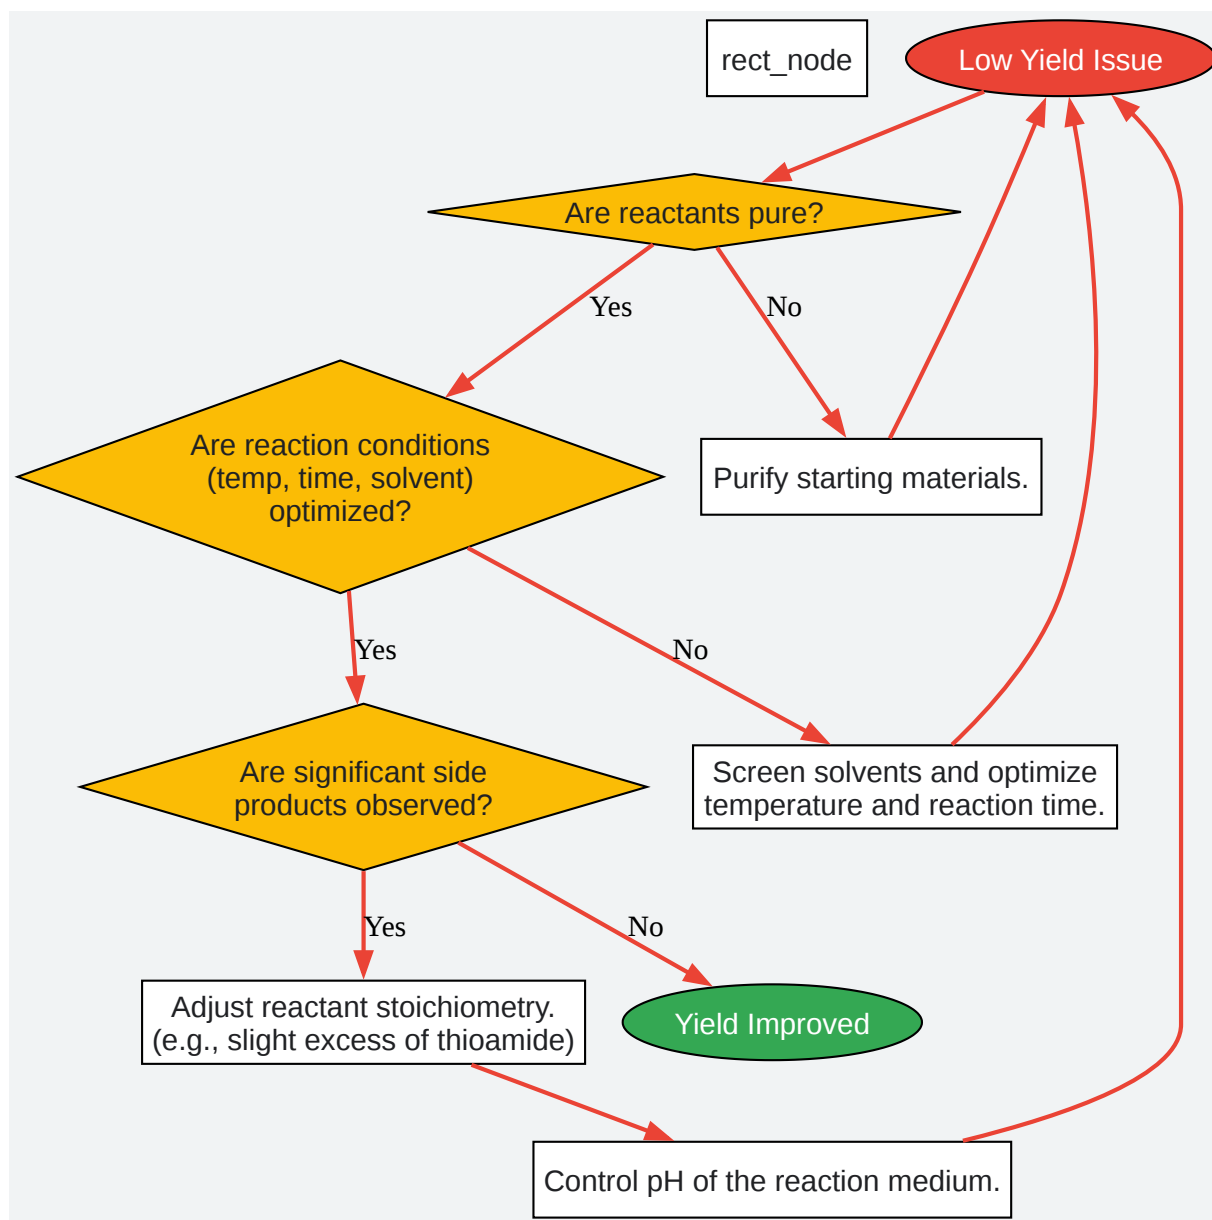 rect_node
Low Yield Issue
Are reactants pure?
Yes
No
Are reaction conditions
(temp, time, solvent)
optimized?
Purify starting materials.
Yes
No
Are significant side
products observed?
Screen solvents and optimize
temperature and reaction time.
Yes
No
Adjust reactant stoichiometry.
(e.g., slight excess of thioamide)
Yield Improved
Control pH of the reaction medium.